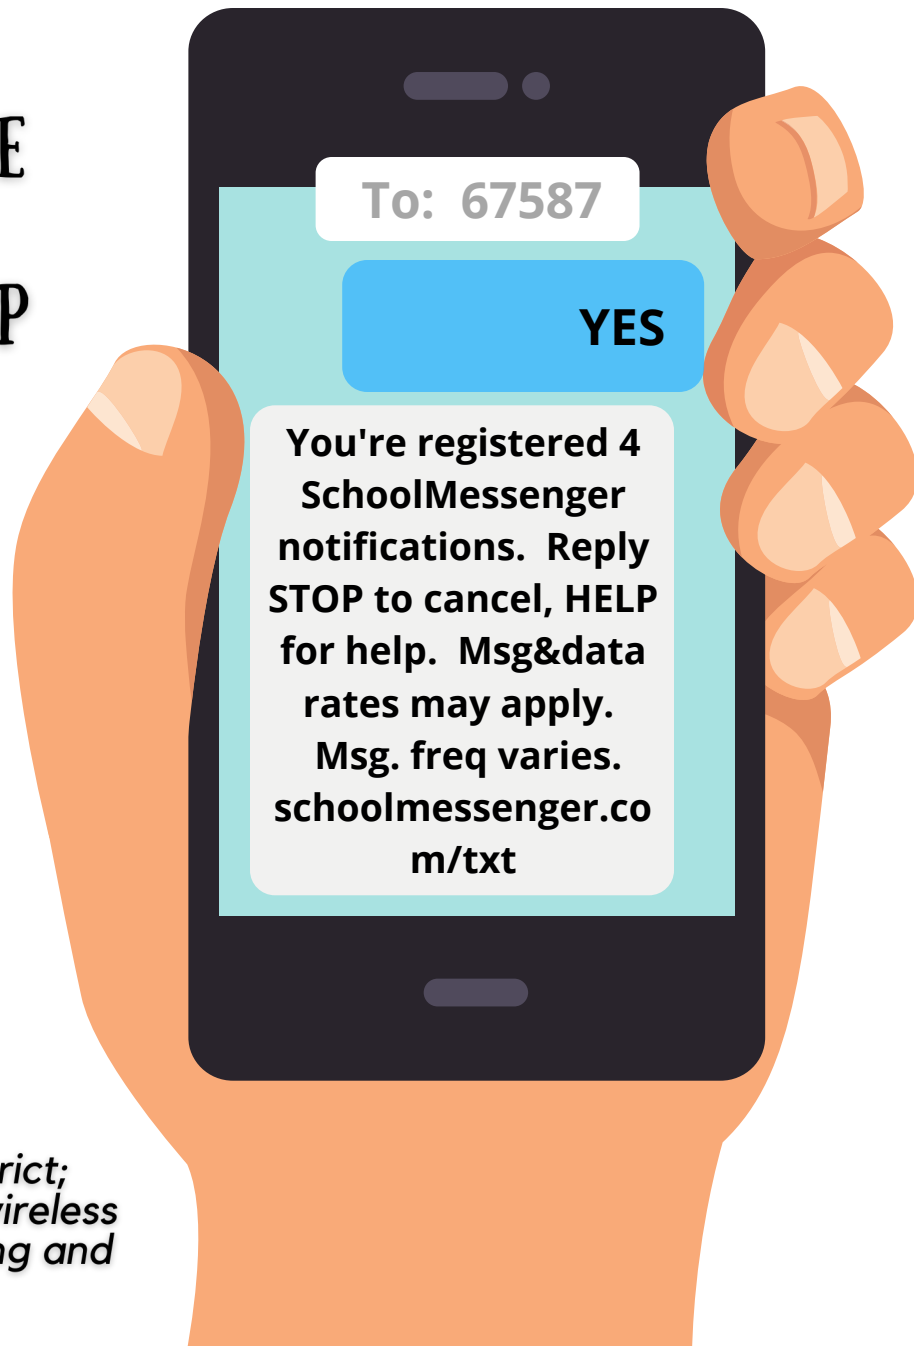 E
P
To:  67587
YES
You're registered 4
SchoolMessenger
notifications.  Reply
STOP to cancel, HELP
for help.  Msg&data
rates may apply.
Msg. freq varies.
schoolmessenger.co
m/txt
rict;
ireless
ng and